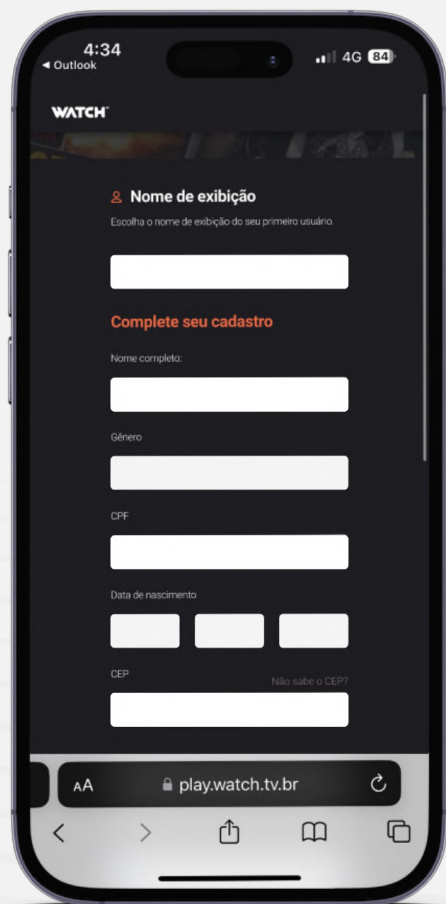 4:34
◀ Outlook
4G 84
WATCH
Nome de exibição
Escolha o nome de exibição do seu primeiro usuário.
Complete seu cadastro
Nome completo:
Gênero
CPF
Data de nascimento
CEP
Não sabe o CEP?
AA
play.watch.tv.br